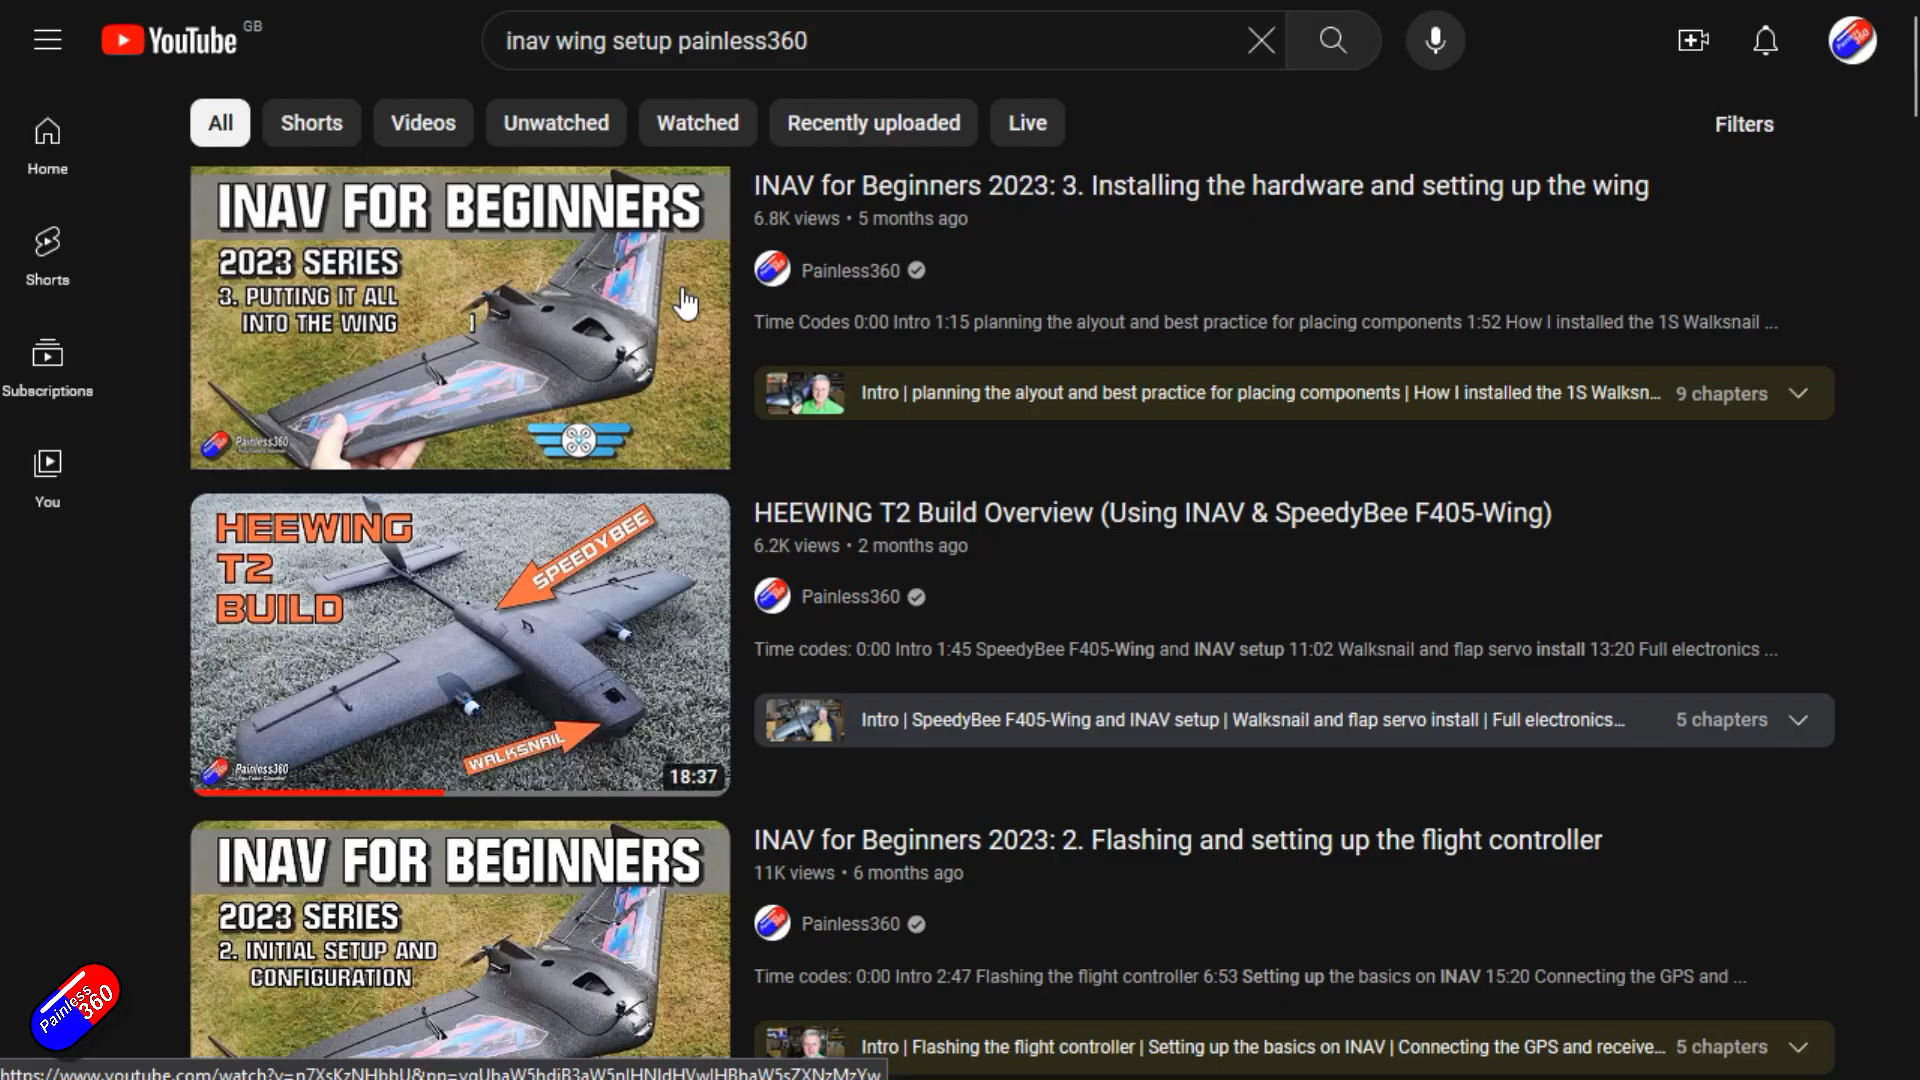 YouTube GB
inav wing setup painless360
All
Shorts
Videos
Unwatched
Watched
Recently uploaded
Live
Filters
Home
Shorts
Subscriptions
You
INAV FOR BEGINNERS
2023 SERIES
3. PUTTING IT ALL
INTO THE WING
Painless360
INAV for Beginners 2023: 3. Installing the hardware and setting up the wing
6.8K views • 5 months ago
Painless360
Time Codes 0:00 Intro 1:15 planning the alyout and best practice for placing components 1:52 How I installed the 1S Walksnail ...
Intro | planning the alyout and best practice for placing components | How I installed the 1S Walksn...
9 chapters
HEEWING
T2
BUILD
SPEEDYBEE
WALKSNAIL
Painless360
18:37
HEEWING T2 Build Overview (Using INAV & SpeedyBee F405-Wing)
6.2K views • 2 months ago
Painless360
Time codes: 0:00 Intro 1:45 SpeedyBee F405-Wing and INAV setup 11:02 Walksnail and flap servo install 13:20 Full electronics ...
Intro | SpeedyBee F405-Wing and INAV setup | Walksnail and flap servo install | Full electronics...
5 chapters
INAV FOR BEGINNERS
2023 SERIES
2. INITIAL SETUP AND
CONFIGURATION
INAV for Beginners 2023: 2. Flashing and setting up the flight controller
11K views • 6 months ago
Painless360
Time codes: 0:00 Intro 2:47 Flashing the flight controller 6:53 Setting up the basics on INAV 15:20 Connecting the GPS and ...
Intro | Flashing the flight controller | Setting up the basics on INAV | Connecting the GPS and receive...
5 chapters
Painless
360